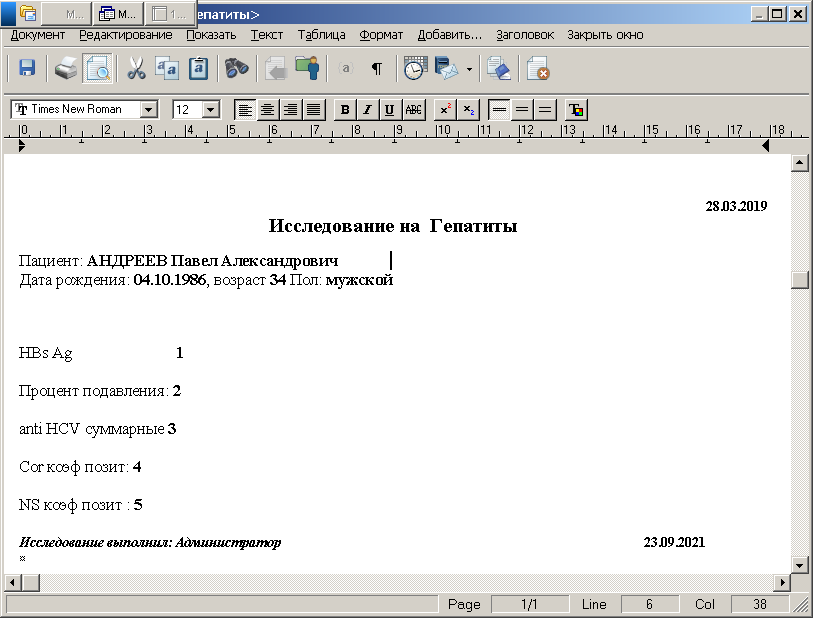 М... М... 1... епатиты>
Документ Редактирование Показать Текст Таблица Формат Добавить... Заголовок Закрыть окно
(a) ¶
Times New Roman 12 B I U ABC x² x₂
0 1 2 3 4 5 6 7 8 9 10 11 12 13 14 15 16 17 18
28.03.2019
Исследование на Гепатиты
Пациент: АНДРЕЕВ Павел Александрович
Дата рождения: 04.10.1986, возраст 34 Пол: мужской
HBs Ag 1
Процент подавления: 2
anti HCV суммарные 3
Cor коэф позит: 4
NS коэф позит : 5
Исследование выполнил: Администратор 23.09.2021
¤
Page 1/1 Line 6 Col 38